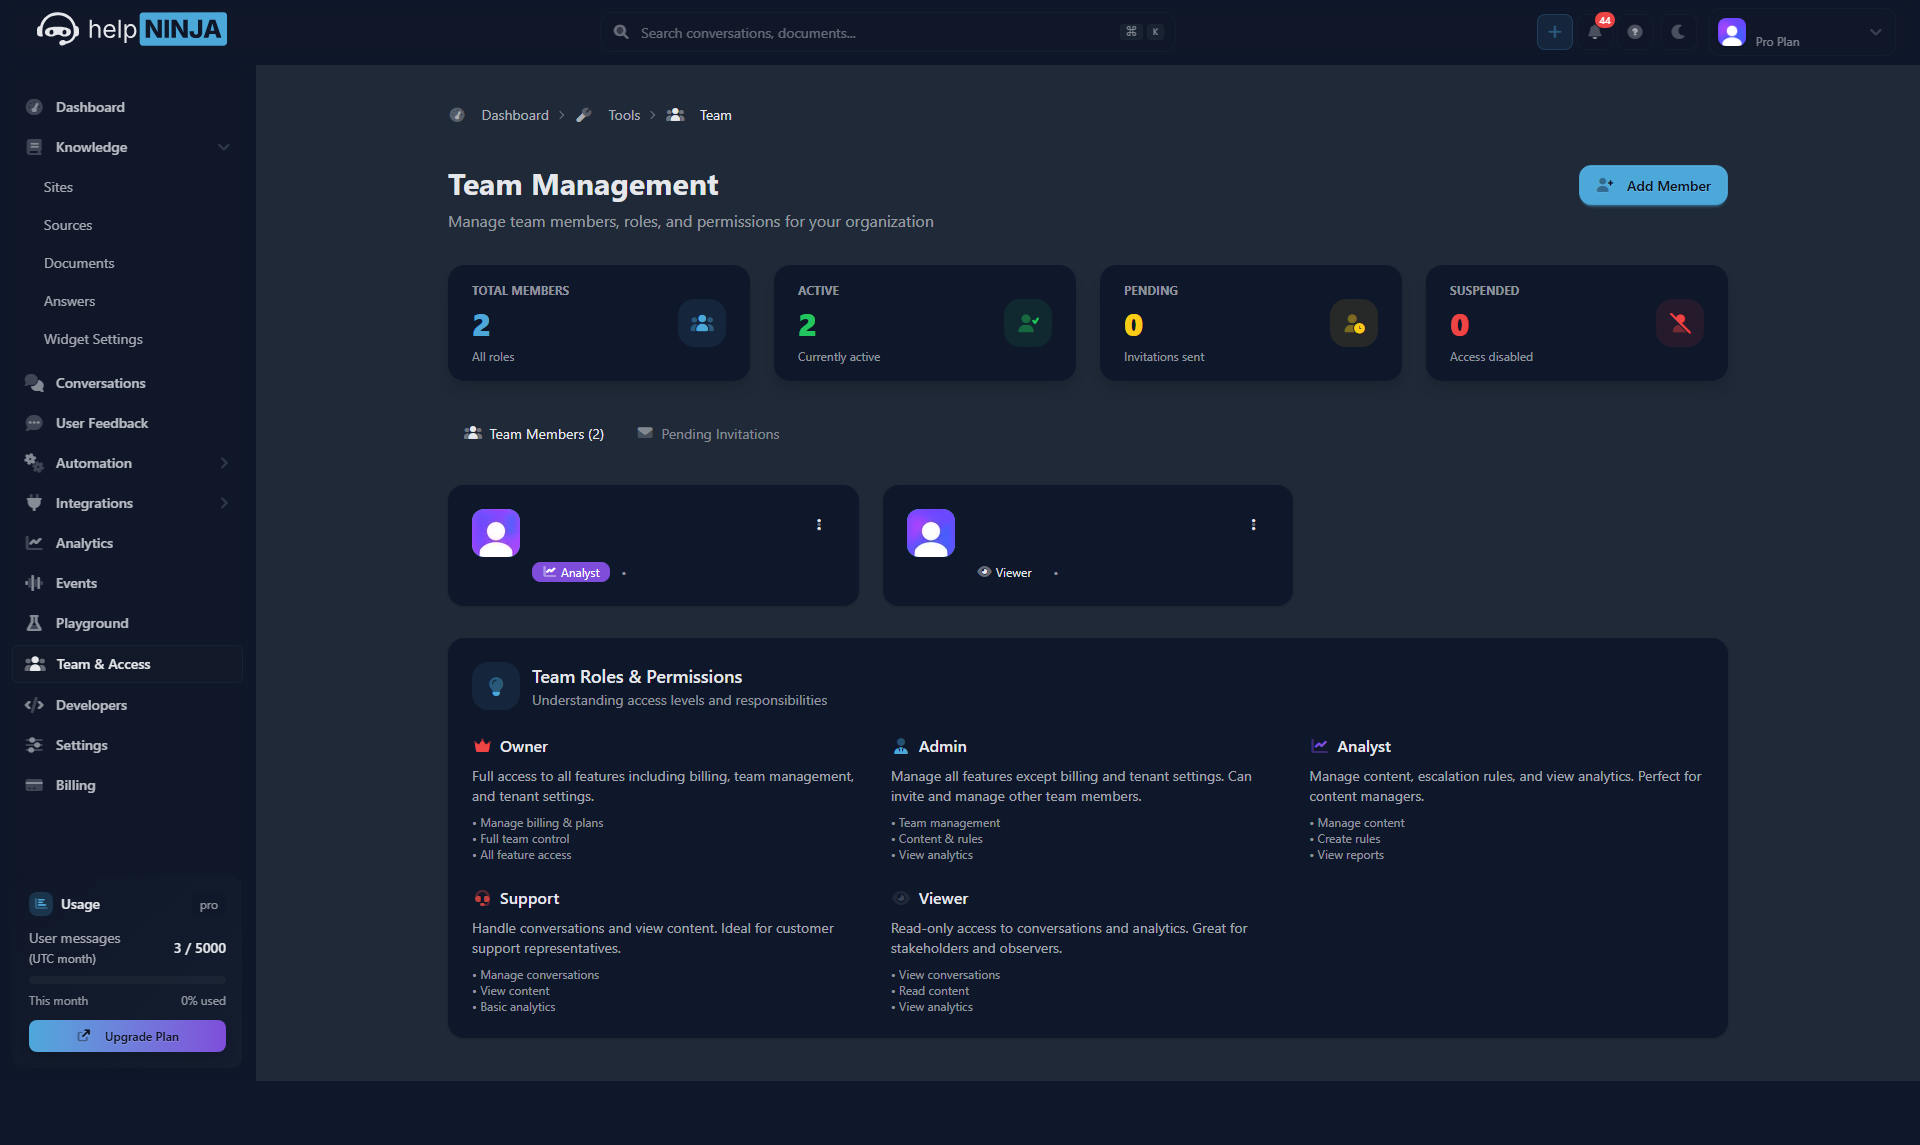 helpNINJA
Search conversations, documents...
⌘ K
44
Pro Plan
Dashboard
Knowledge
Sites
Sources
Documents
Answers
Widget Settings
Conversations
User Feedback
Automation
Integrations
Analytics
Events
Playground
Team & Access
Developers
Settings
Billing
Usage pro
User messages
(UTC month)
3 / 5000
This month 0% used
Upgrade Plan
Dashboard Tools Team
Team Management
Manage team members, roles, and permissions for your organization
Add Member
TOTAL MEMBERS
2
All roles
ACTIVE
2
Currently active
PENDING
0
Invitations sent
SUSPENDED
0
Access disabled
Team Members (2) Pending Invitations
Analyst •
Viewer •
Team Roles & Permissions
Understanding access levels and responsibilities
Owner
Full access to all features including billing, team management,
and tenant settings.
• Manage billing & plans
• Full team control
• All feature access
Admin
Manage all features except billing and tenant settings. Can
invite and manage other team members.
• Team management
• Content & rules
• View analytics
Analyst
Manage content, escalation rules, and view analytics. Perfect for
content managers.
• Manage content
• Create rules
• View reports
Support
Handle conversations and view content. Ideal for customer
support representatives.
• Manage conversations
• View content
• Basic analytics
Viewer
Read-only access to conversations and analytics. Great for
stakeholders and observers.
• View conversations
• Read content
• View analytics